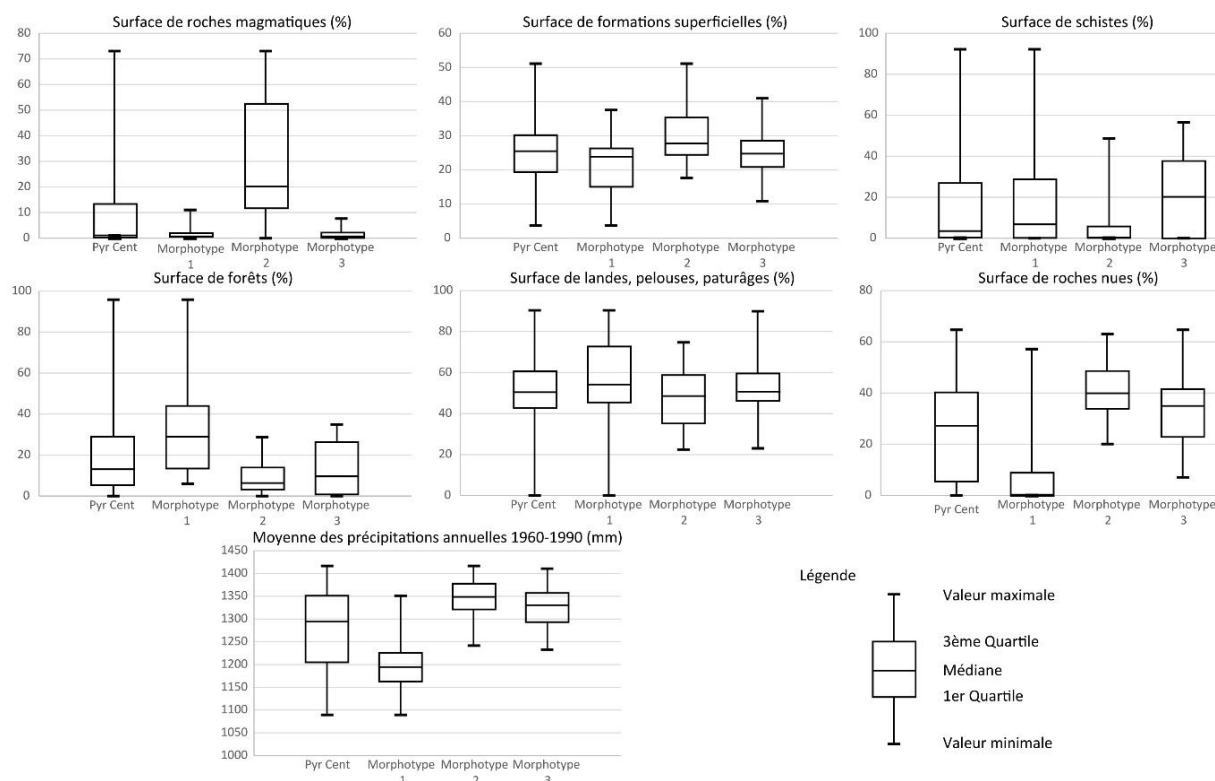 Surface de roches magmatiques (%)
80
70
60
50
40
30
20
10
0
Pyr Cent
Morphotype
1
Morphotype
2
Morphotype
3
Surface de formations superficielles (%)
60
50
40
30
20
10
0
Pyr Cent
Morphotype
1
Morphotype
2
Morphotype
3
Surface de schistes (%)
100
80
60
40
20
0
Pyr Cent
Morphotype
1
Morphotype
2
Morphotype
3
Surface de forêts (%)
100
80
60
40
20
0
Pyr Cent
Morphotype
1
Morphotype
2
Morphotype
3
Surface de landes, pelouses, paturâges (%)
100
80
60
40
20
0
Pyr Cent
Morphotype
1
Morphotype
2
Morphotype
3
Surface de roches nues (%)
80
60
40
20
0
Pyr Cent
Morphotype
1
Morphotype
2
Morphotype
3
Moyenne des précipitations annuelles 1960-1990 (mm)
1450
1400
1350
1300
1250
1200
1150
1100
1050
1000
Pyr Cent
Morphotype
1
Morphotype
2
Morphotype
3
Légende
Valeur maximale
3ème Quartile
Médiane
1er Quartile
Valeur minimale